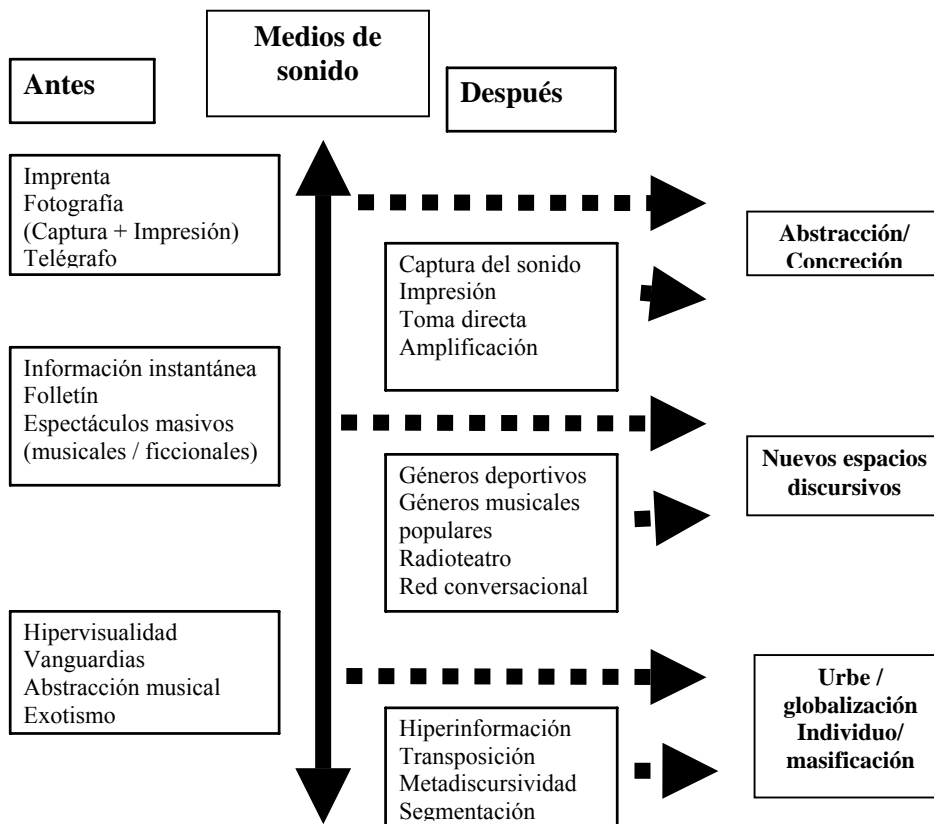 Medios de
sonido
Antes
Después
Imprenta
Fotografía
(Captura + Impresión)
Telégrafo
Captura del sonido
Impresión
Toma directa
Amplificación
Abstracción/
Concreción
Información instantánea
Folletín
Espectáculos masivos
(musicales / ficcionales)
Géneros deportivos
Géneros musicales
populares
Radioteatro
Red conversacional
Nuevos espacios
discursivos
Hipervisualidad
Vanguardias
Abstracción musical
Exotismo
Hiperinformación
Transposición
Metadiscursividad
Segmentación
Urbe /
globalización
Individuo/
masificación